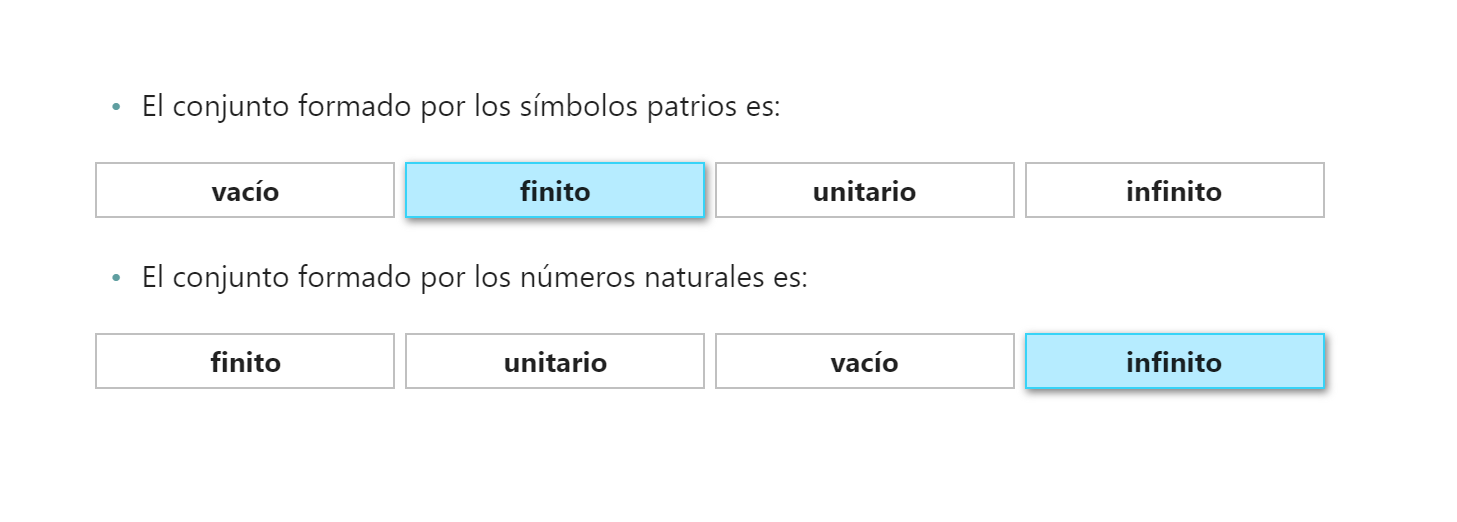 • El conjunto formado por los símbolos patrios es:
vacío finito unitario infinito
• El conjunto formado por los números naturales es:
finito unitario vacío infinito